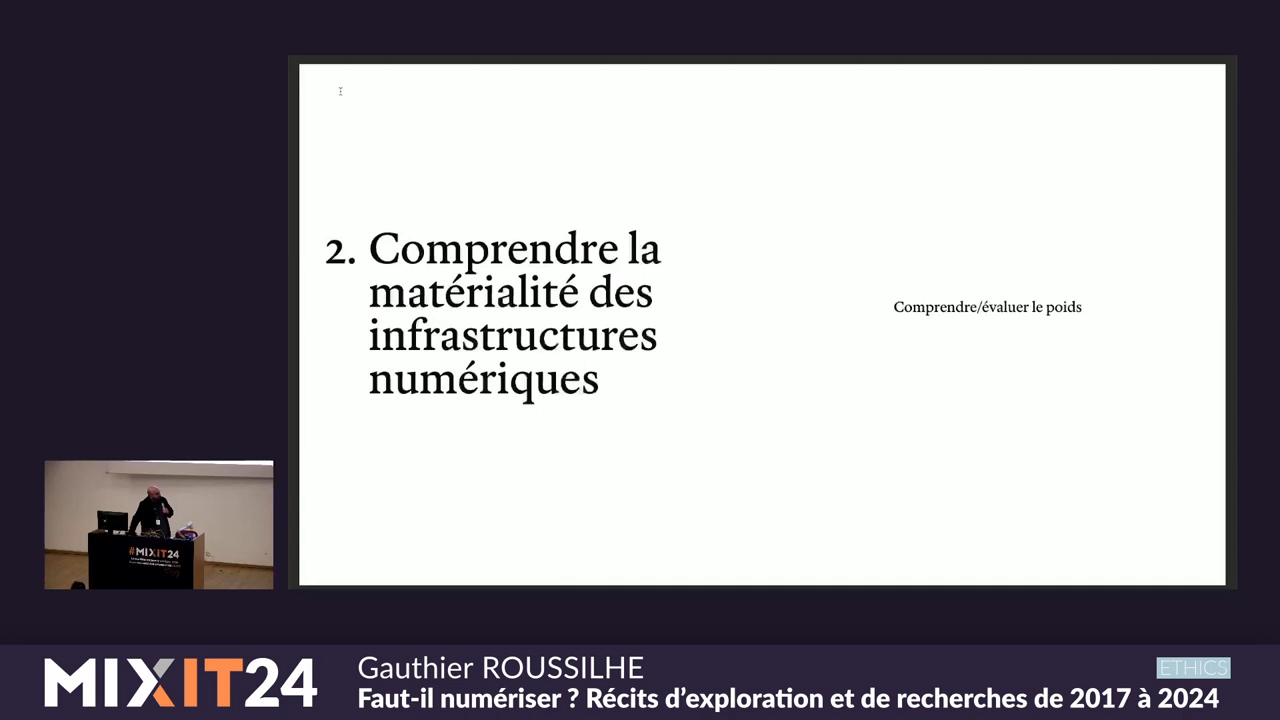 2. Comprendre la
matérialité des
infrastructures
numériques
Comprendre/évaluer le poids
#MIXIT24
MIXIT24
Gauthier ROUSSILHE
ETHICS
Faut-il numériser ? Récits d’exploration et de recherches de 2017 à 2024